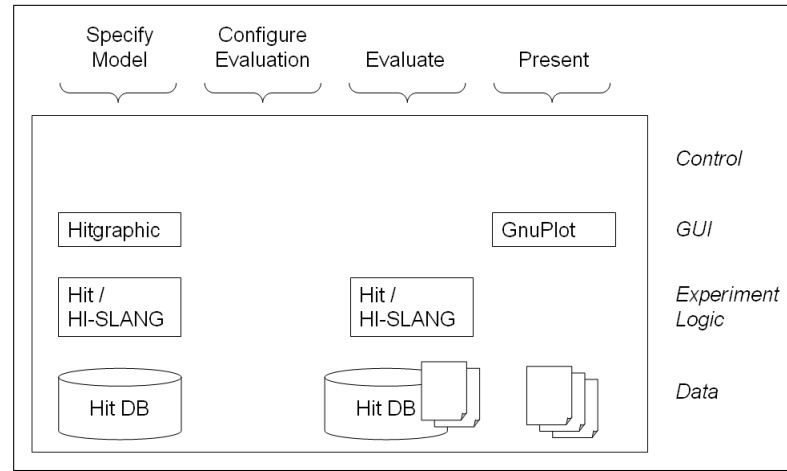 Specify
Model
Configure
Evaluation
Evaluate
Present
Control
Hitgraphic
GnuPlot
GUI
Hit /
HI-SLANG
Hit /
HI-SLANG
Experiment
Logic
Hit DB
Hit DB
Data